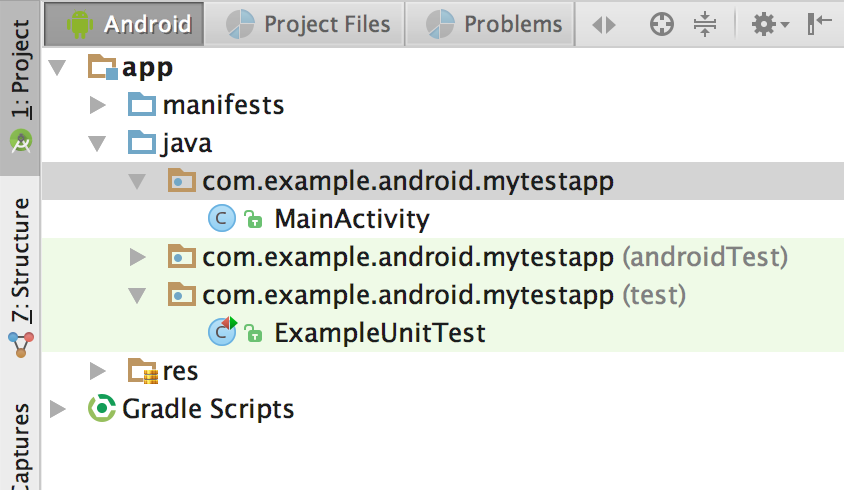 Android Project Files Problems
1: Project
7: Structure
Captures
app
manifests
java
com.example.android.mytestapp
MainActivity
com.example.android.mytestapp (androidTest)
com.example.android.mytestapp (test)
ExampleUnitTest
res
Gradle Scripts